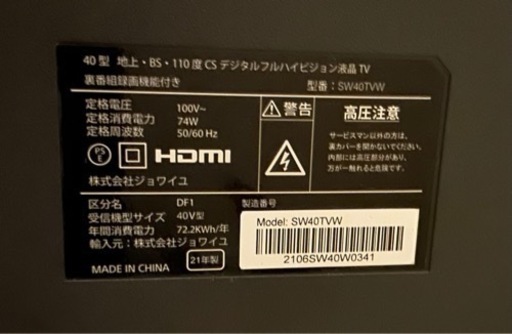 40型 地上・BS・110度CSデジタルフルハイビジョン液晶TV
裏番組録画機能付き
型番：SW40TVW
定格電圧 100V~
定格消費電力 74W
定格周波数 50/60 Hz
PS
E
HDMI
株式会社ジョワイユ
警告
高圧注意
サービスマン以外の方は、
裏カバーを開かないでください。
内部には高圧部分があり、
万が一触れると危険です。
区分名 DF1
受信機型サイズ 40V型
年間消費電力 72.2KWh/年
輸入元：株式会社ジョワイユ
MADE IN CHINA
21年製
製造番号
Model: SW40TVW
2106SW40W0341